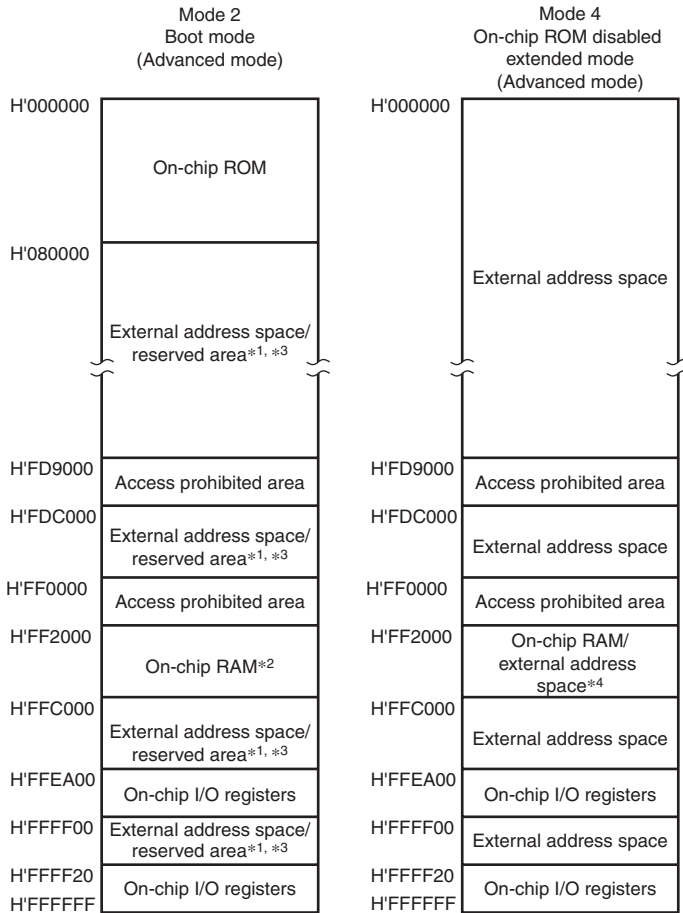 Mode 2
Boot mode
(Advanced mode)
H'000000
On-chip ROM
H'080000
External address space/
reserved area*1, *3
H'FD9000
Access prohibited area
H'FDC000
External address space/
reserved area*1, *3
H'FF0000
Access prohibited area
H'FF2000
On-chip RAM*2
H'FFC000
External address space/
reserved area*1, *3
H'FFEA00
On-chip I/O registers
H'FFFF00
External address space/
reserved area*1, *3
H'FFFF20
On-chip I/O registers
H'FFFFFF
Mode 4
On-chip ROM disabled
extended mode
(Advanced mode)
H'000000
External address space
H'FD9000
Access prohibited area
H'FDC000
External address space
H'FF0000
Access prohibited area
H'FF2000
On-chip RAM/
external address
space*4
H'FFC000
External address space
H'FFEA00
On-chip I/O registers
H'FFFF00
External address space
H'FFFF20
On-chip I/O registers
H'FFFFFF